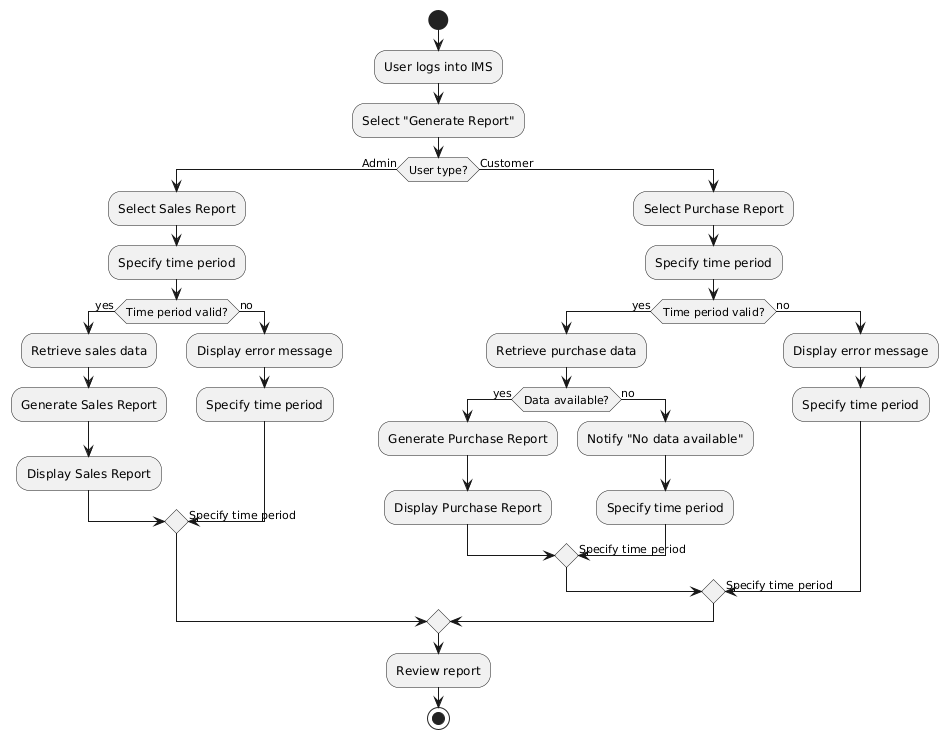 User logs into IMS
Select "Generate Report"
Admin
User type?
Customer
Select Sales Report
Select Purchase Report
Specify time period
Specify time period
yes
Time period valid?
no
yes
Time period valid?
no
Retrieve sales data
Display error message
Retrieve purchase data
Display error message
yes
Data available?
no
Generate Sales Report
Specify time period
Specify time period
Generate Purchase Report
Notify "No data available"
Display Sales Report
Display Purchase Report
Specify time period
Specify time period
Specify time period
Specify time period
Review report